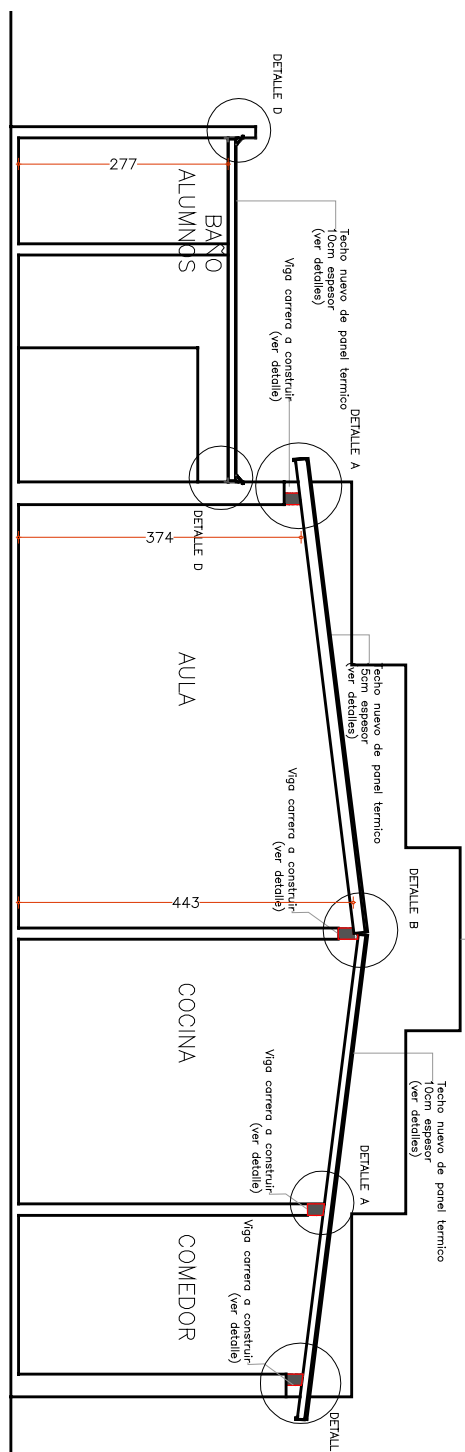 DETALLE D
277
BAÑO
ALUMNOS
Techo nuevo de panel termico
10cm espesor
(ver detalles)
Viga carrera a construir
(ver detalle)
DETALLE A
DETALLE D
374
AULA
Techo nuevo de panel termico
15cm espesor
(ver detalles)
Viga carrera a construir
(ver detalle)
443
DETALLE B
COCINA
Techo nuevo de panel termico
10cm espesor
(ver detalles)
Viga carrera a construir
(ver detalle)
DETALLE A
COMEDOR
Viga carrera a construir
(ver detalle)
DETALL